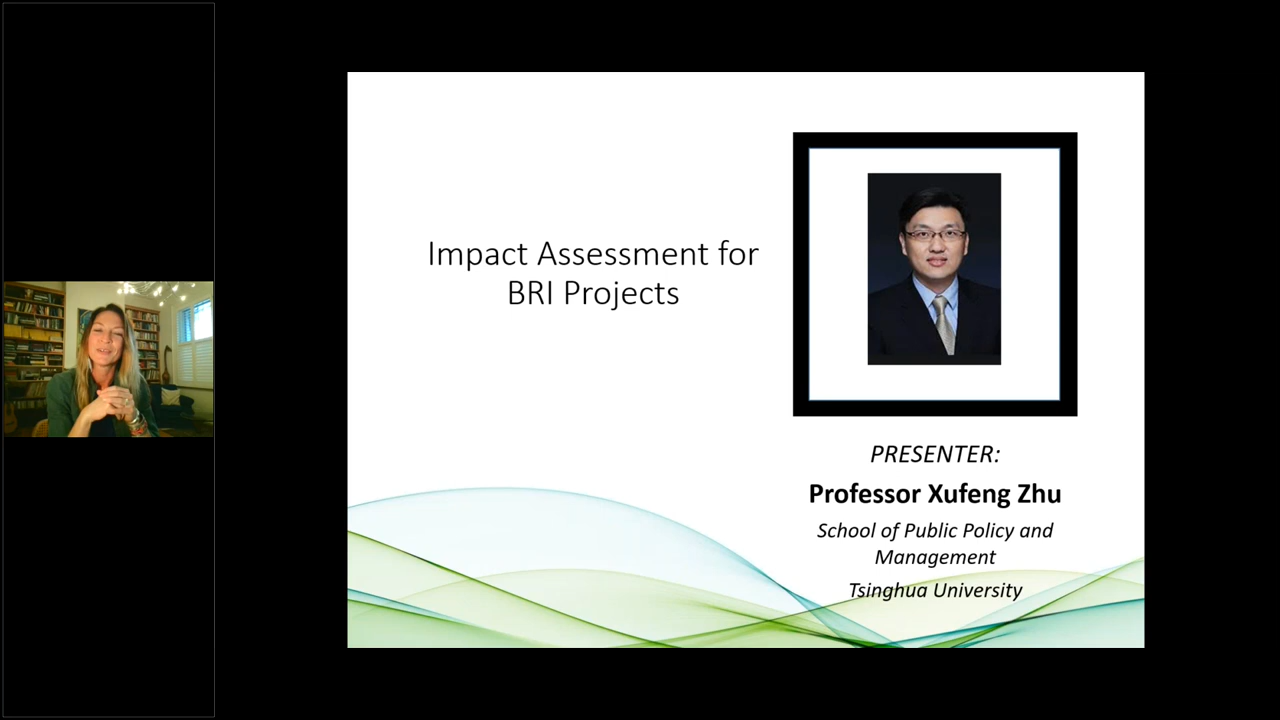 Impact Assessment for
BRI Projects
PRESENTER:
Professor Xufeng Zhu
School of Public Policy and
Management
Tsinghua University